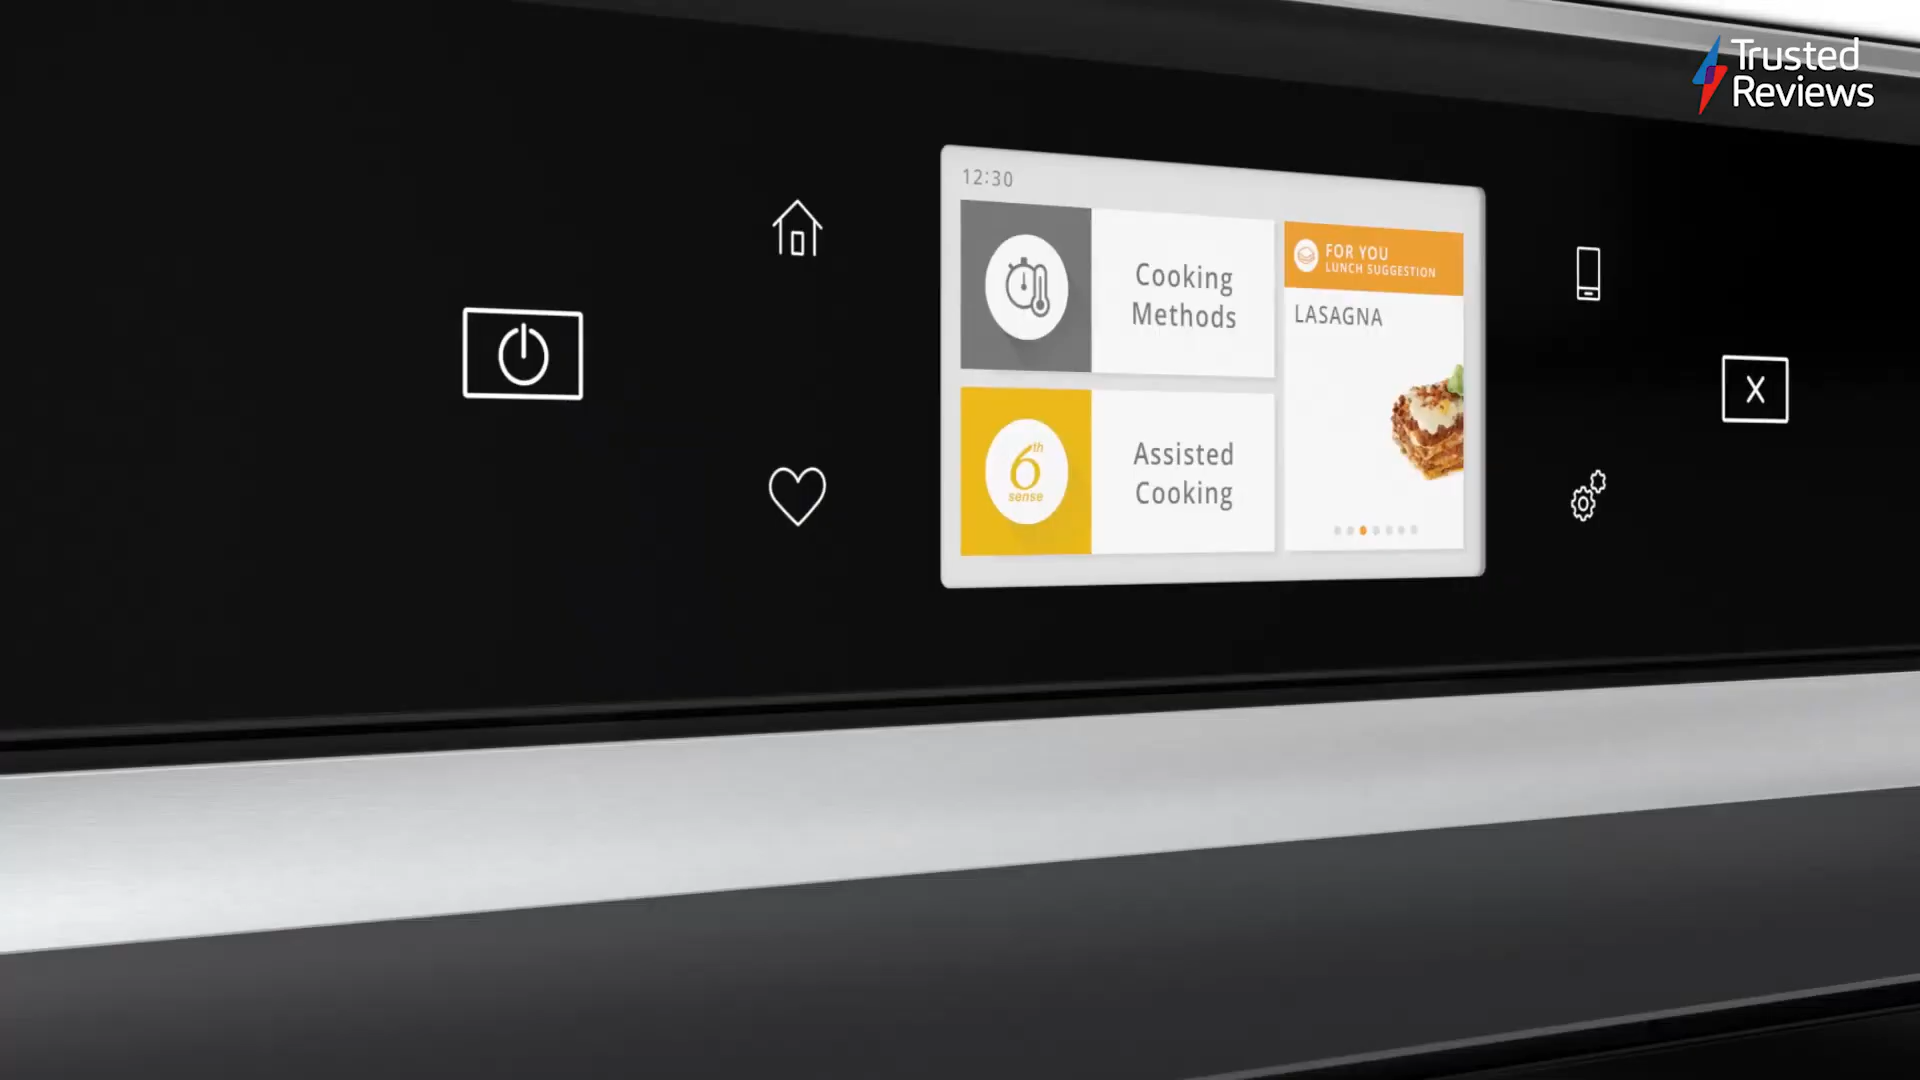 Trusted
Reviews
12:30
Cooking
Methods
FOR YOU
LUNCH SUGGESTION
LASAGNA
6th
sense
Assisted
Cooking
X